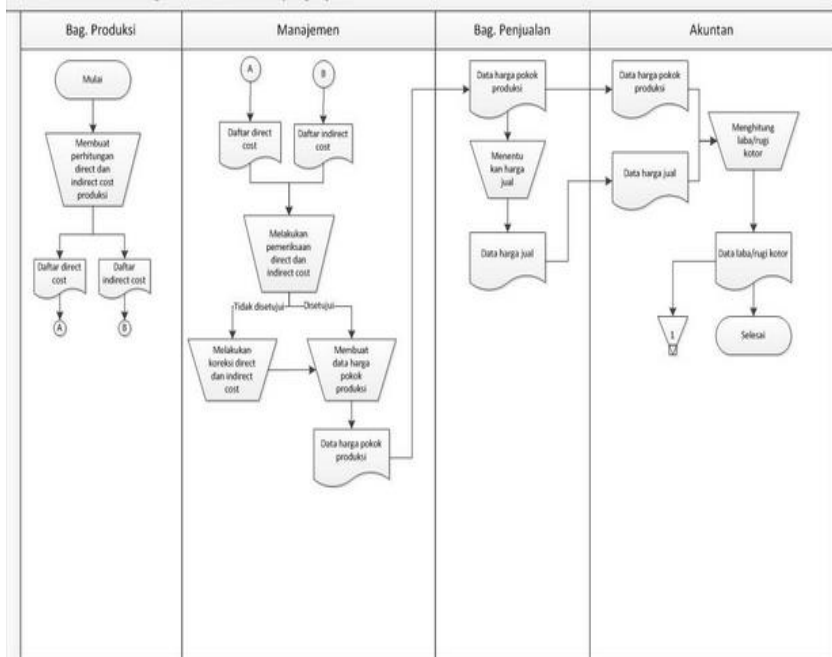 Bag. Produksi
Manajemen
Bag. Penjualan
Akuntan
Mulai
Membuat
perhitungan
direct dan
indirect cost
produksi
Daftar direct
cost
Daftar
indirect cost
A
B
A
B
Daftar direct
cost
Daftar indirect
cost
Melakukan
pemeriksaan
direct dan
indirect cost
Tidak disetujui
Disetujui
Melakukan
koreksi direct
dan indirect
cost
Membuat
data harga
pokok
produksi
Data harga pokok
produksi
Data harga pokok
produksi
Menentu
kan harga
jual
Data harga jual
Data harga pokok
produksi
Data harga jual
Menghitung
laba/rugi
kotor
Data laba/rugi kotor
1
Selesai